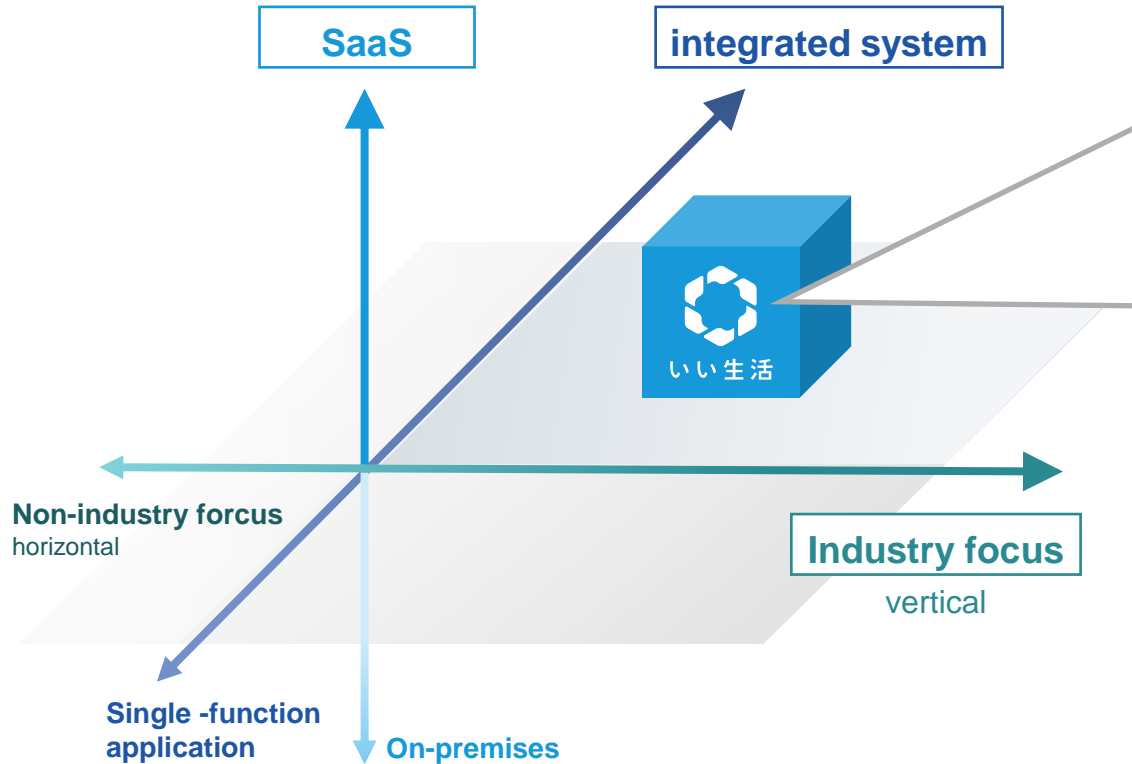 SaaS
integrated system
いい生活
Non-industry forcus
horizontal
Industry focus
vertical
Single -function
application
On-premises